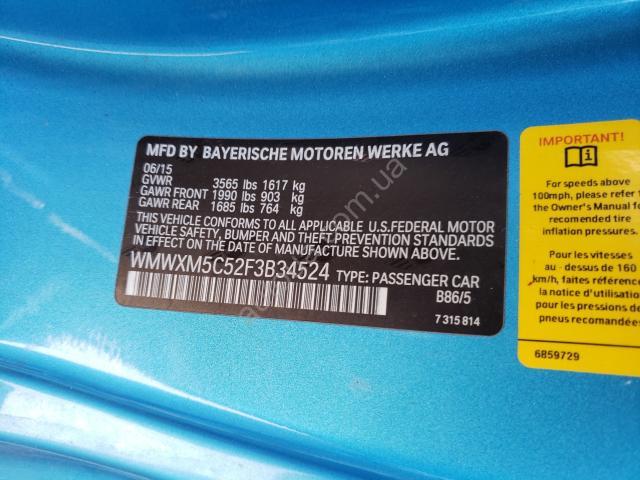 MFD BY BAYERISCHE MOTOREN WERKE AG
06/15
GVWR 3565 lbs 1617 kg
GAWR FRONT 1990 lbs 903 kg
GAWR REAR 1685 lbs 764 kg
THIS VEHICLE CONFORMS TO ALL APPLICABLE U.S.FEDERAL MOTOR
VEHICLE SAFETY, BUMPER AND THEFT PREVENTION STANDARDS
IN EFFECT ON THE DATE OF MANUFACTURE SHOWN ABOVE.
WMWXM5C52F3B34524 TYPE: PASSENGER CAR
B86/5
7 315 814
IMPORTANT!
For speeds above
100mph, please refer
the Owner's Manual fo
recomended tire
inflation pressures.
Pour les vitesses
au dessus de 160
km/h, faites référence
la notice d'utilisation
pour les pressions de
pneus recomandées
6859729